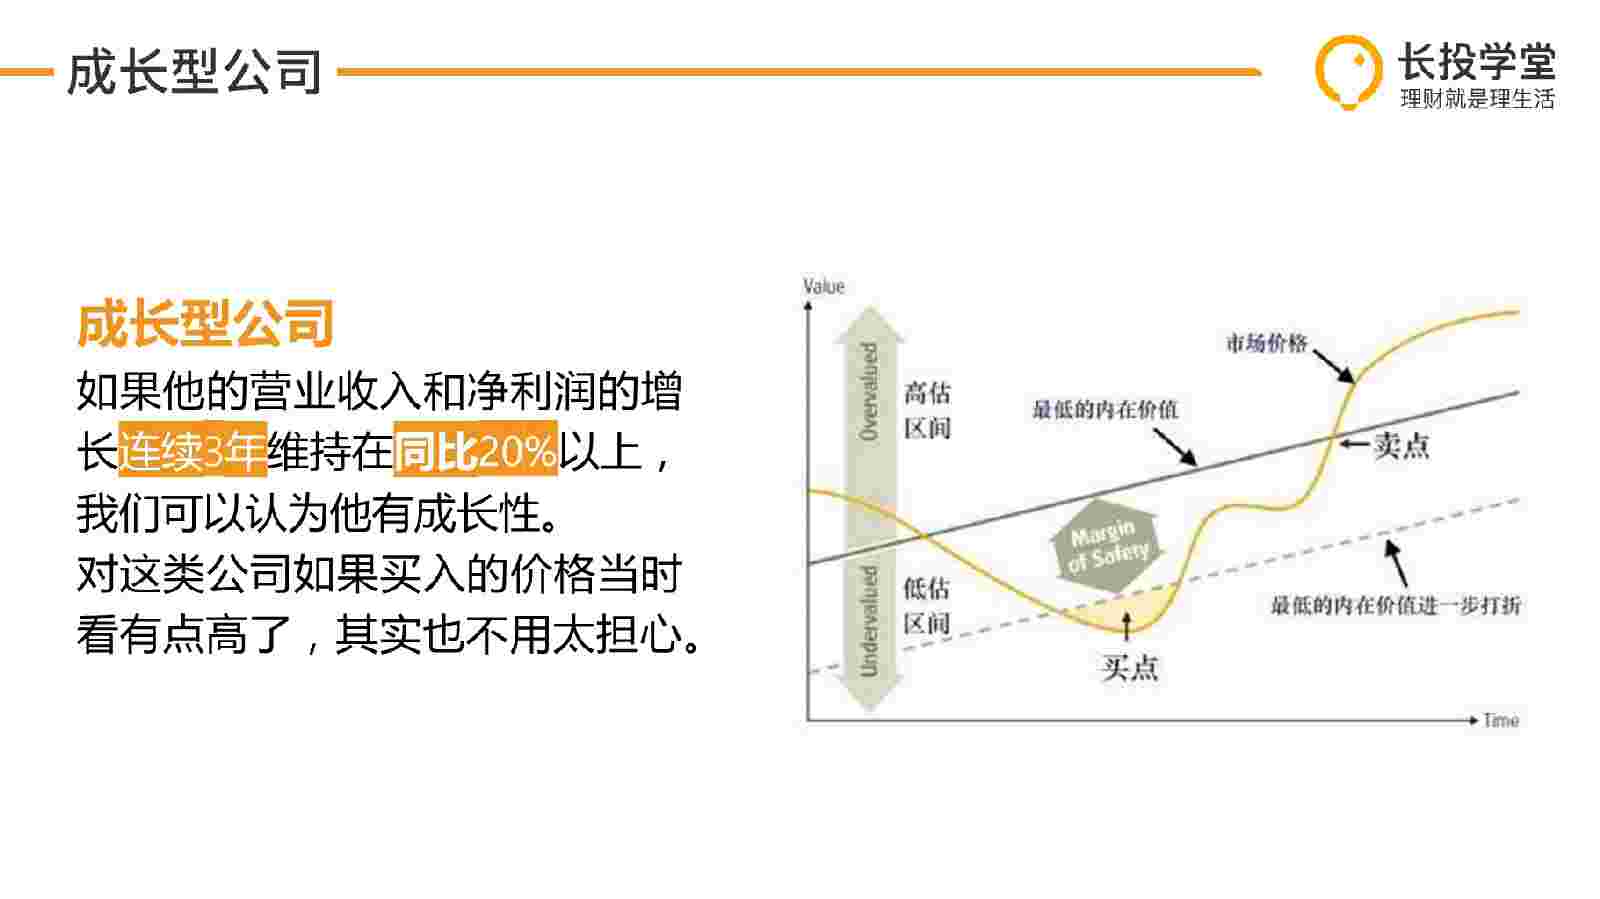 成长型公司
长投学堂
理财就是理生活
成长型公司
如果他的营业收入和净利润的增
长连续3年维持在同比20%以上，
我们可以认为他有成长性。
对这类公司如果买入的价格当时
看有点高了，其实也不用太担心。
Value
Overvalued
高估
区间
Undervalued
低估
区间
最低的内在价值
市场价格
卖点
Margin
of Safety
最低的内在价值进一步打折
买点
Time